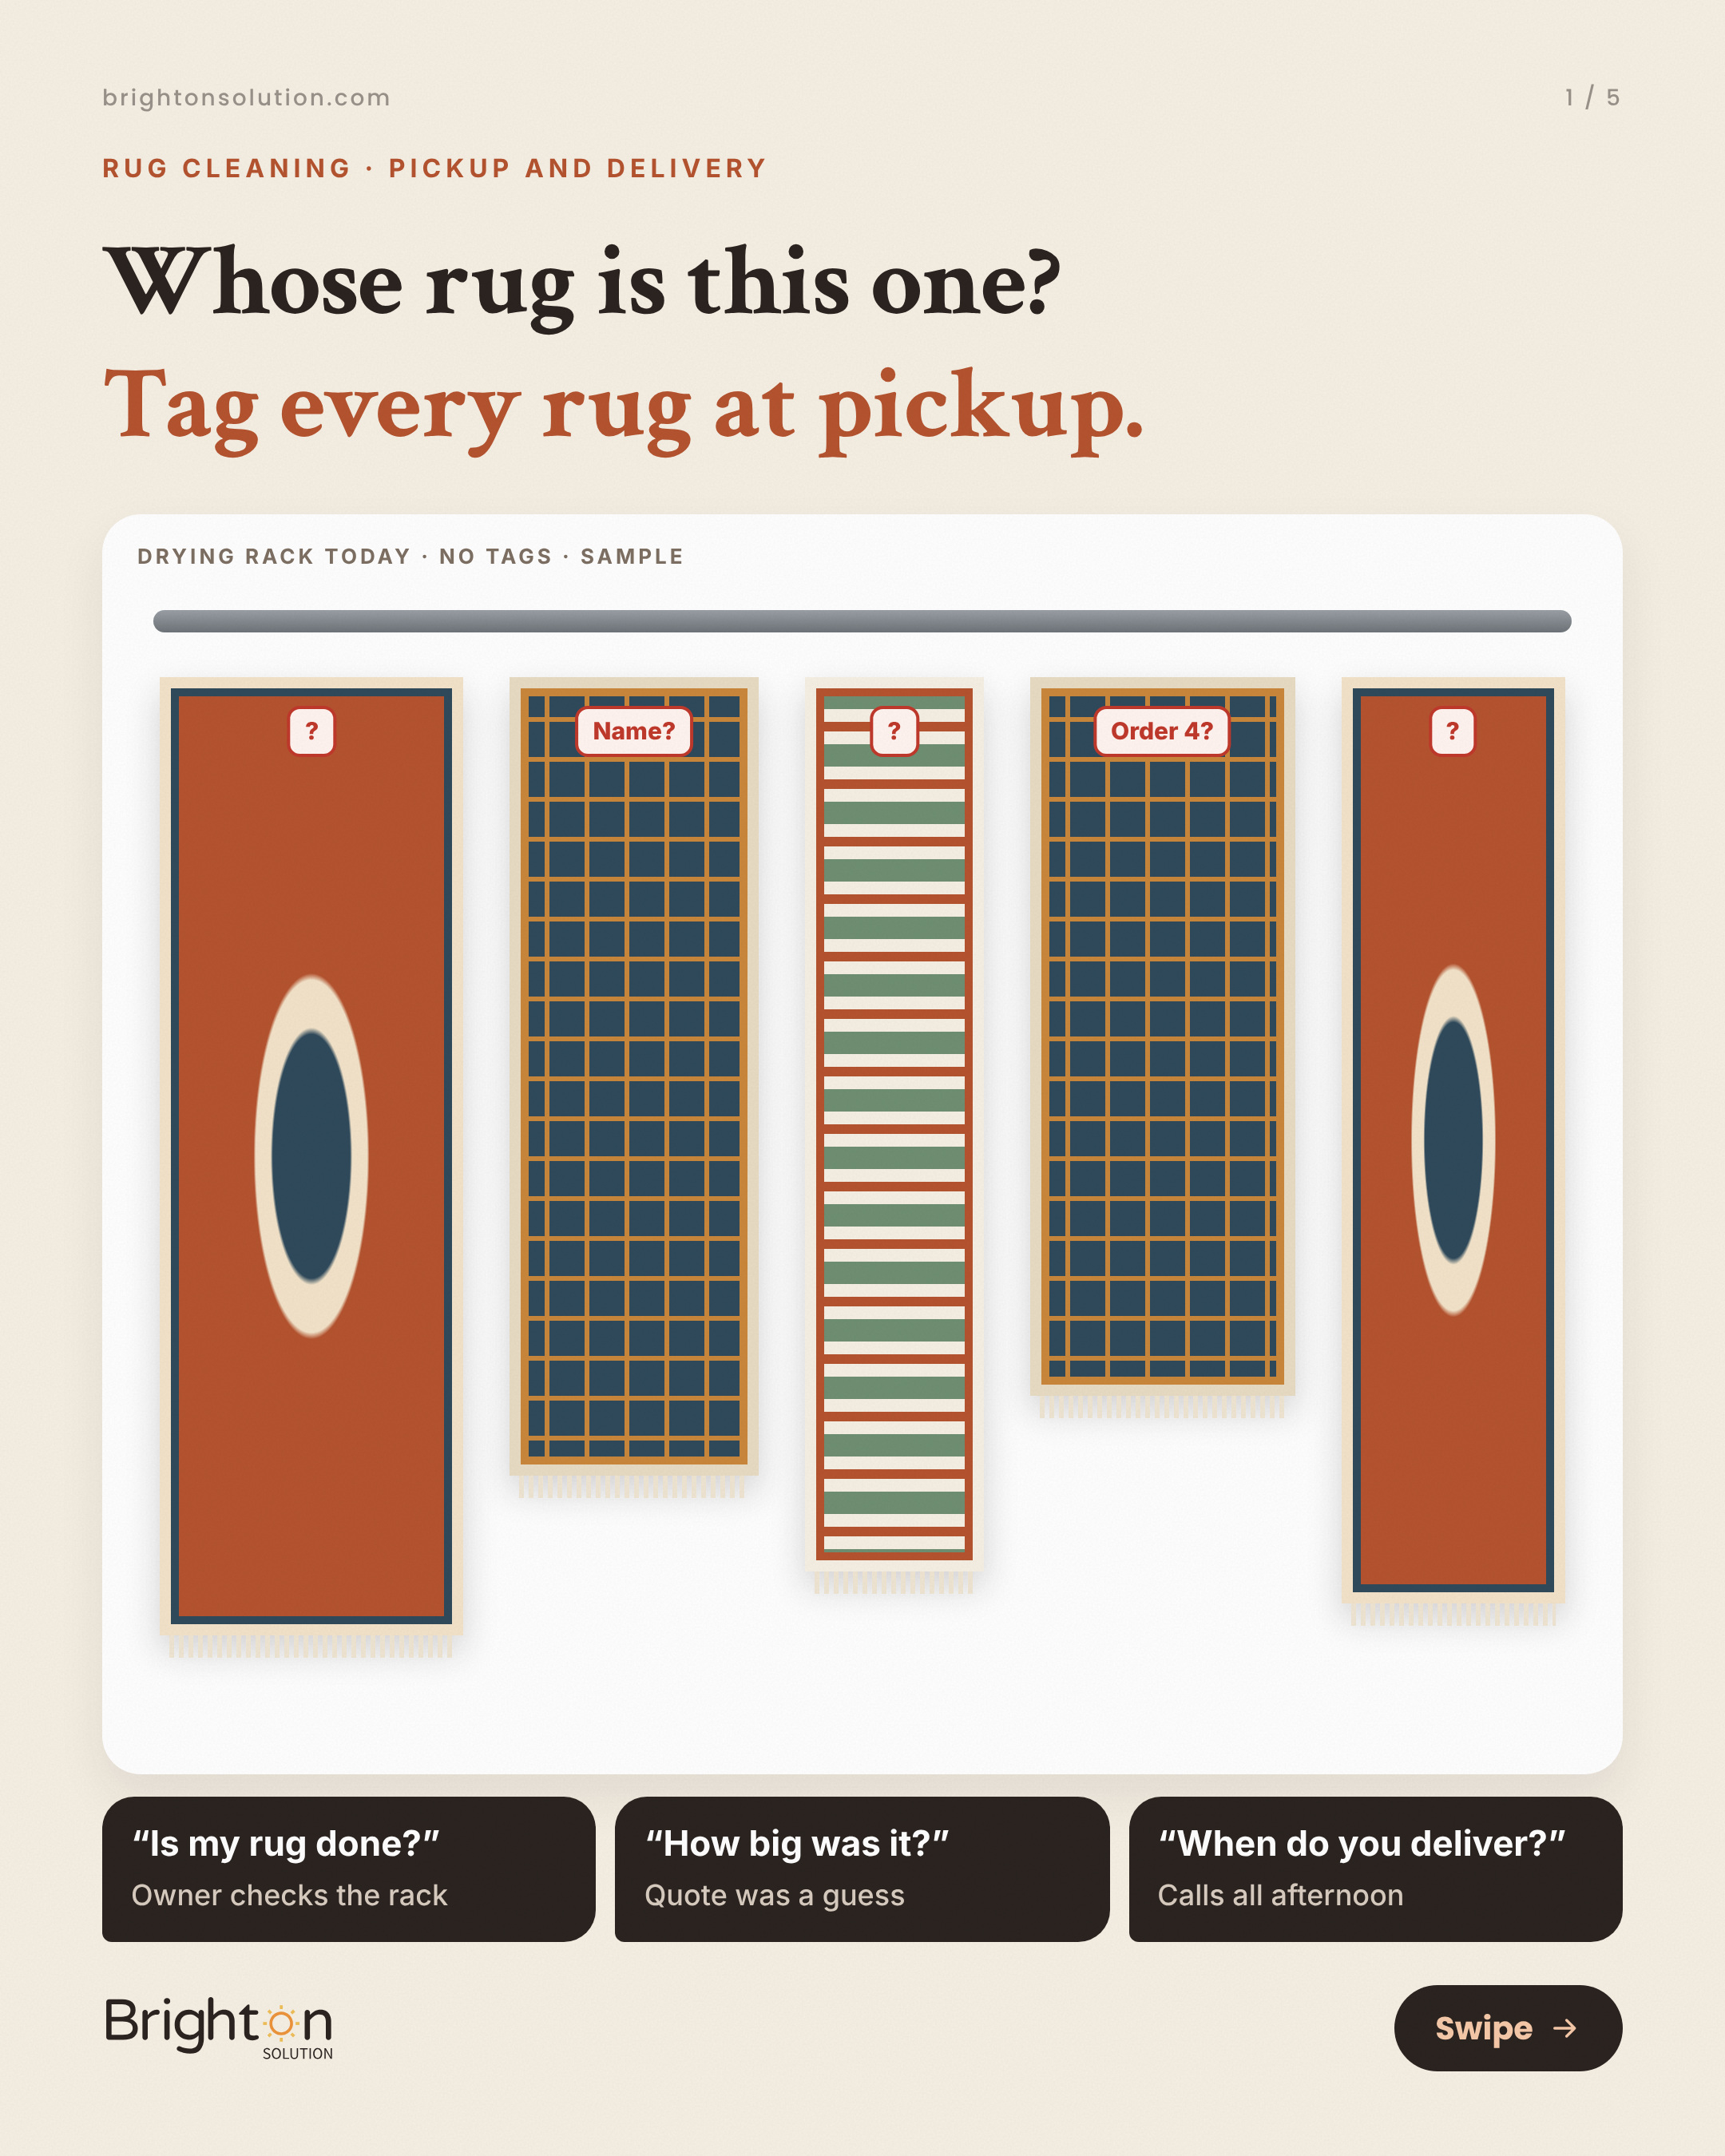 brightonsolution.com
1 / 5
RUG CLEANING · PICKUP AND DELIVERY
Whose rug is this one?
Tag every rug at pickup.
DRYING RACK TODAY · NO TAGS · SAMPLE
?
Name?
?
Order 4?
?
“Is my rug done?”
Owner checks the rack
“How big was it?”
Quote was a guess
“When do you deliver?”
Calls all afternoon
Brighton
SOLUTION
Swipe →